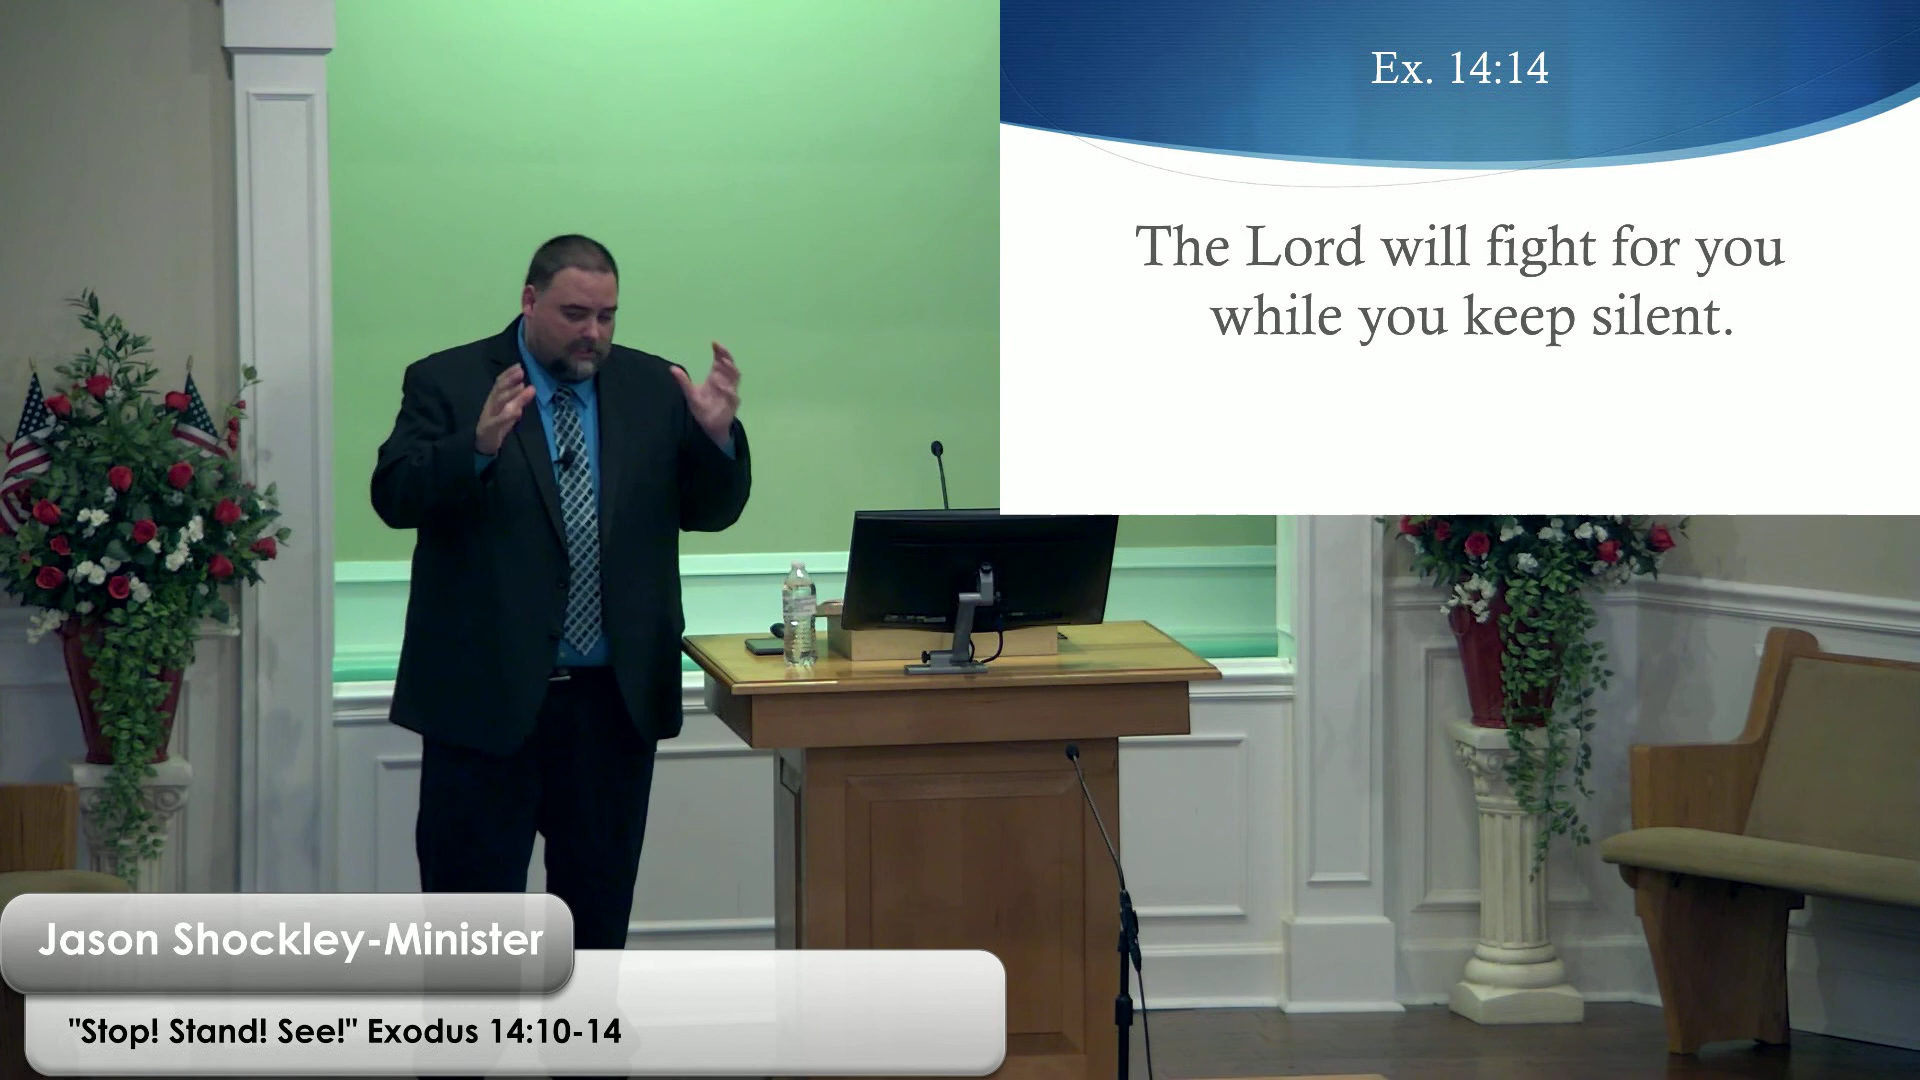 Ex. 14:14
The Lord will fight for you
while you keep silent.
Jason Shockley-Minister
"Stop! Stand! See!" Exodus 14:10-14